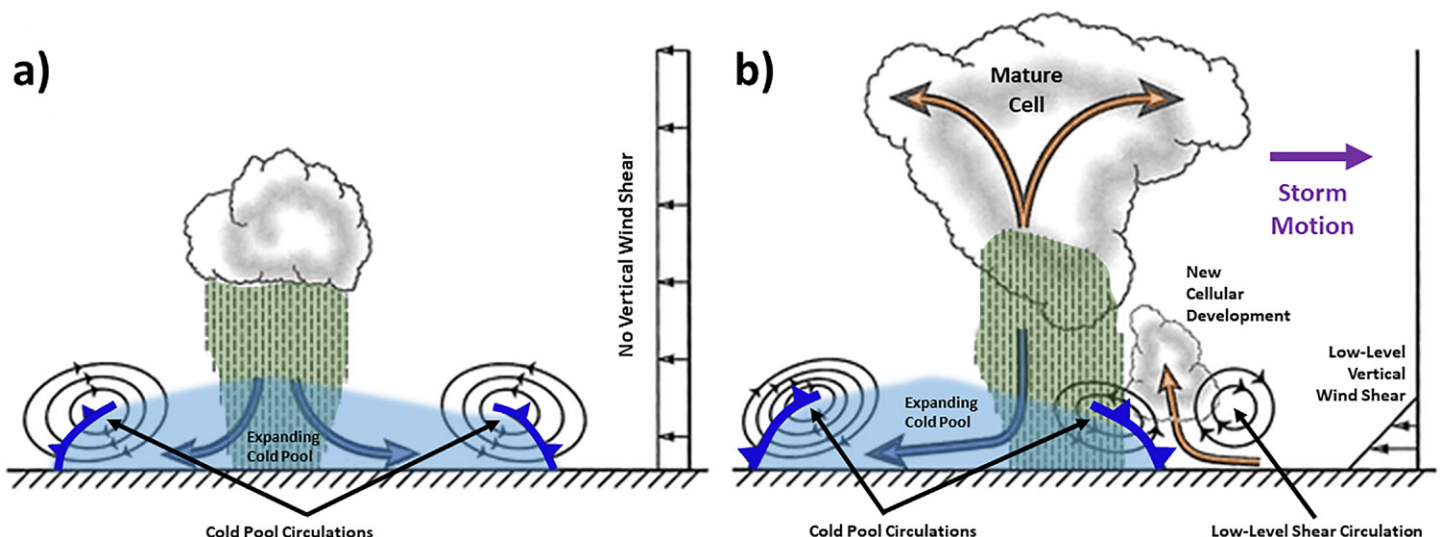 a)
No Vertical Wind Shear
Expanding
Cold Pool
Cold Pool Circulations
b)
Mature
Cell
Storm
Motion
New
Cellular
Development
Low-Level
Vertical
Wind Shear
Expanding
Cold Pool
Cold Pool Circulations
Low-Level Shear Circulation